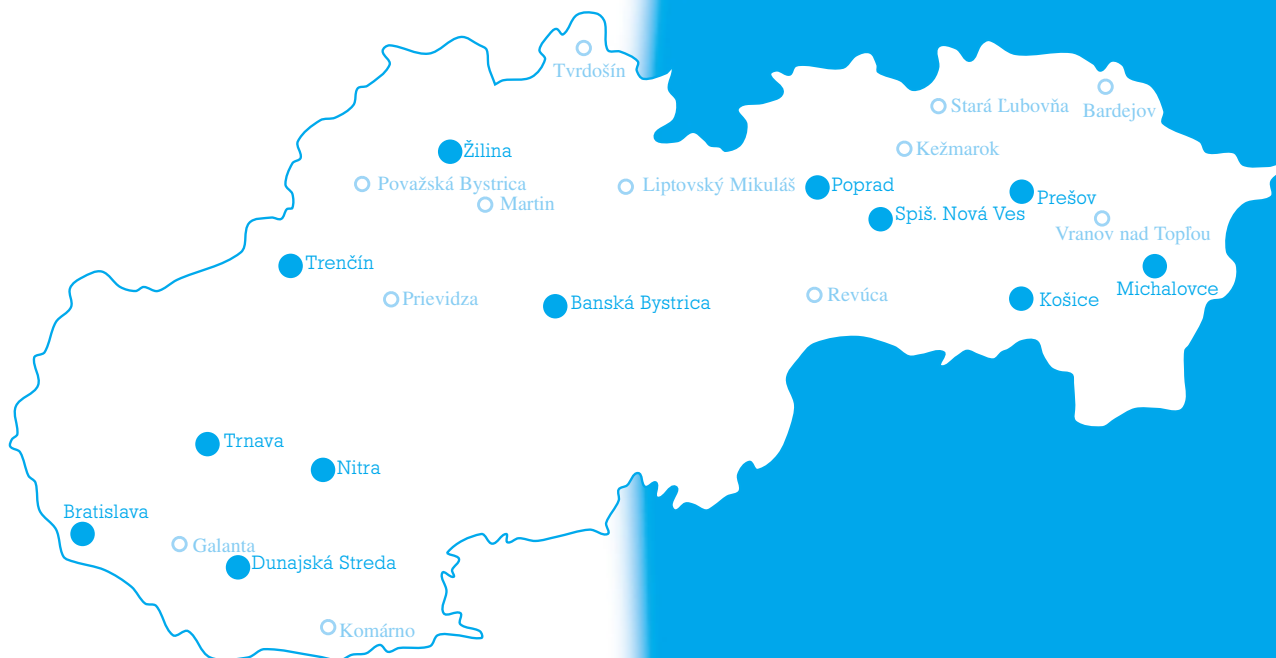 Tvrdošín
Stará Ľubovňa
Bardejov
Žilina
Kežmarok
Považská Bystrica
Liptovský Mikuláš
Poprad
Martin
Prešov
Spiš. Nová Ves
Vranov nad Topľou
Trenčín
Michalovce
Prievidza
Banská Bystrica
Revúca
Košice
Trnava
Nitra
Bratislava
Galanta
Dunajská Streda
Komárno